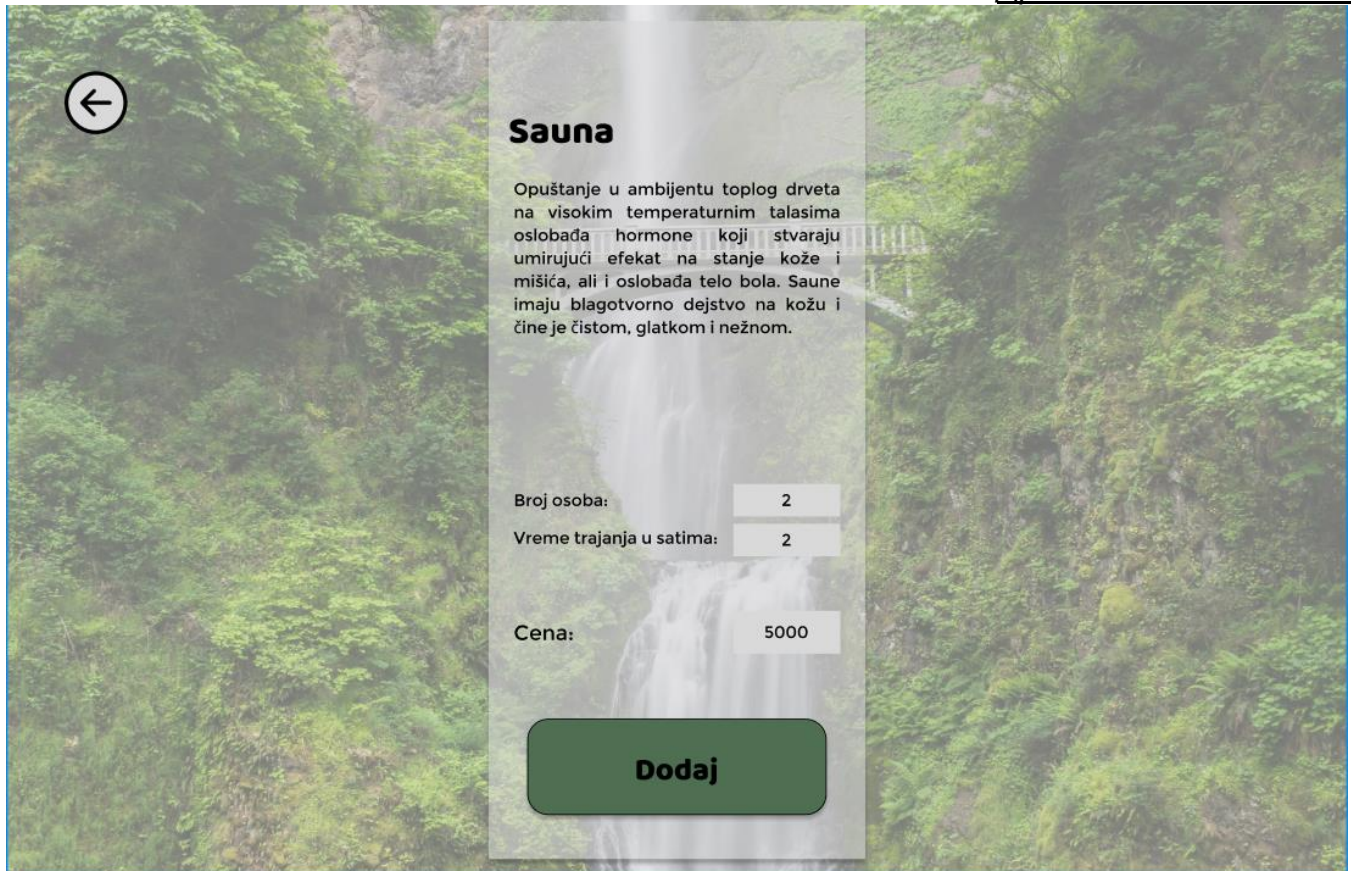 Sauna
Opuštanje u ambijentu toplog drveta
na visokim temperaturnim talasima
oslobađa hormone koji stvaraju
umirujući efekat na stanje kože i
mišića, ali i oslobađa telo bola. Saune
imaju blagotvorno dejstvo na kožu i
čine je čistom, glatkom i nežnom.
Broj osoba: 2
Vreme trajanja u satima: 2
Cena: 5000
Dodaj